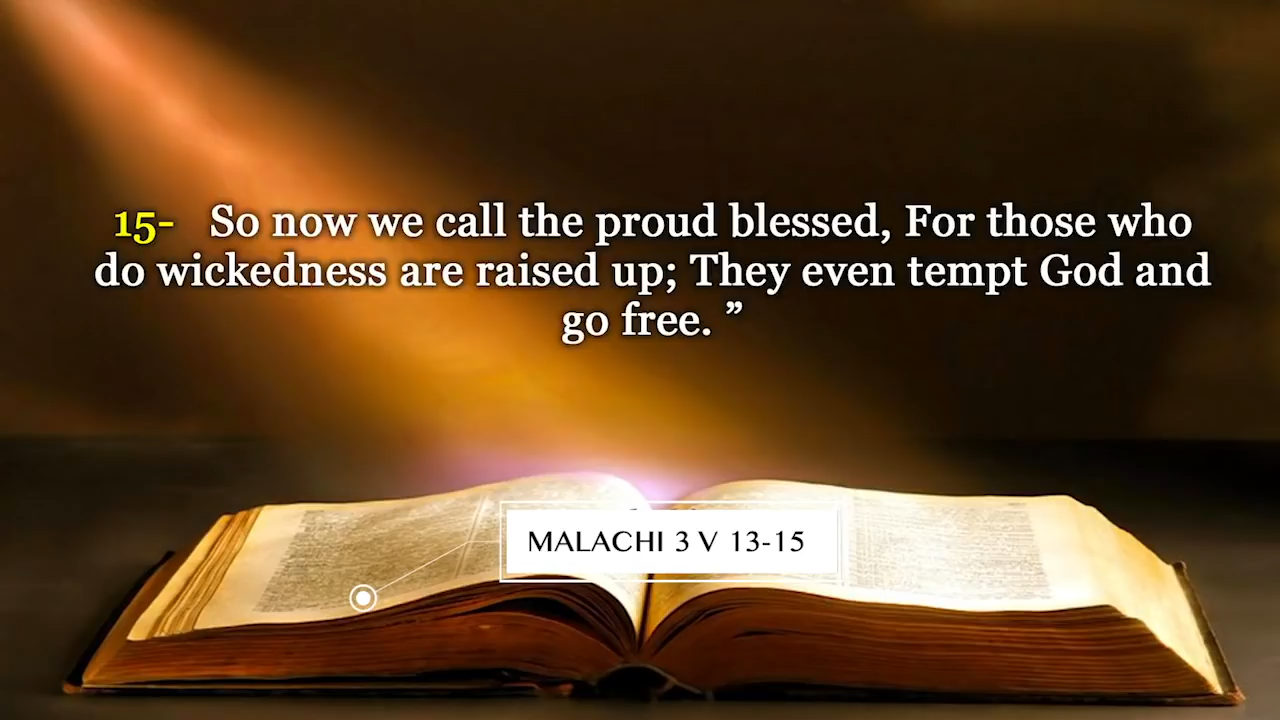 15- So now we call the proud blessed, For those who
do wickedness are raised up; They even tempt God and
go free. ”
MALACHI 3 V 13-15